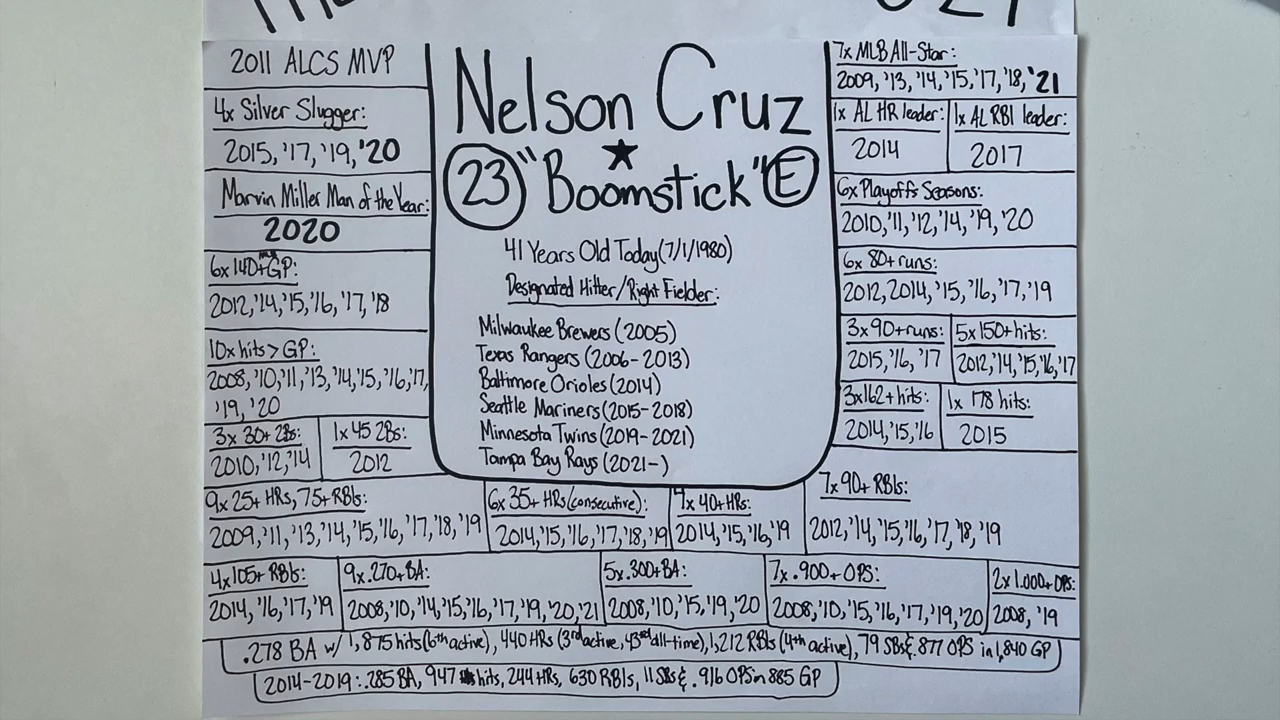 2011 ALCS MVP
4x Silver Slugger:
2015, '17, '19, '20
Marvin Miller Man of the Year:
2020
6x 140+ GP:
2012, '14, '15, '16, '17, '18
10x hits > GP:
2008, '10, '11, '13, '14, '15, '16, '17,
'19, '20
3x 30+ 2Bs:
2010, '12, '14
1x 45 2Bs:
2012
Nelson Cruz
★
23 "Boomstick" E
41 Years Old Today (7/1/1980)
Designated Hitter/Right Fielder:
Milwaukee Brewers (2005)
Texas Rangers (2006-2013)
Baltimore Orioles (2014)
Seattle Mariners (2015-2018)
Minnesota Twins (2019-2021)
Tampa Bay Rays (2021-)
7x MLB All-Star:
2009, '13, '14, '15, '17, '18, '21
1x AL HR leader:
2014
1x AL RBI leader:
2017
6x Playoffs Seasons:
2010, '11, '12, '14, '19, '20
6x 80+ runs:
2012, 2014, '15, '16, '17, '19
3x 90+ runs:
2015, '16, '17
5x 150+ hits:
2012, '14, '15, '16, '17
3x 162+ hits:
2014, '15, '16
1x 178 hits:
2015
9x 25+ HRs, 75+ RBIs:
2009, '11, '13, '14, '15, '16, '17, '18, '19
6x 35+ HRs (consecutive):
2014, '15, '16, '17, '18, '19
4x 40+ HRs:
2014, '15, '16, '19
7x 90+ RBIs:
2012, '14, '15, '16, '17, '18, '19
4x 105+ RBIs:
2014, '16, '17, '19
9x .270+ BA:
2008, '10, '14, '15, '16, '17, '19, '20, '21
5x .300+ BA:
2008, '10, '15, '19, '20
7x .900+ OPS:
2008, '10, '15, '16, '17, '19, '20
2x 1.000+ OPS:
2008, '19
.278 BA w/ 1,875 hits (6th active), 440 HRs (3rd active, 43rd all-time), 1,212 RBIs (4th active), 79 SBs & .877 OPS in 1,840 GP
2014-2019: .285 BA, 947 hits, 244 HRs, 630 RBIs, 11 SBs & .916 OPS in 885 GP